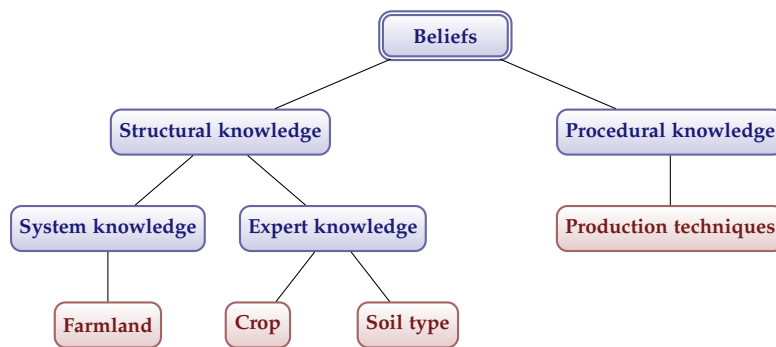 Beliefs
Structural knowledge
Procedural knowledge
System knowledge
Expert knowledge
Production techniques
Farmland
Crop
Soil type